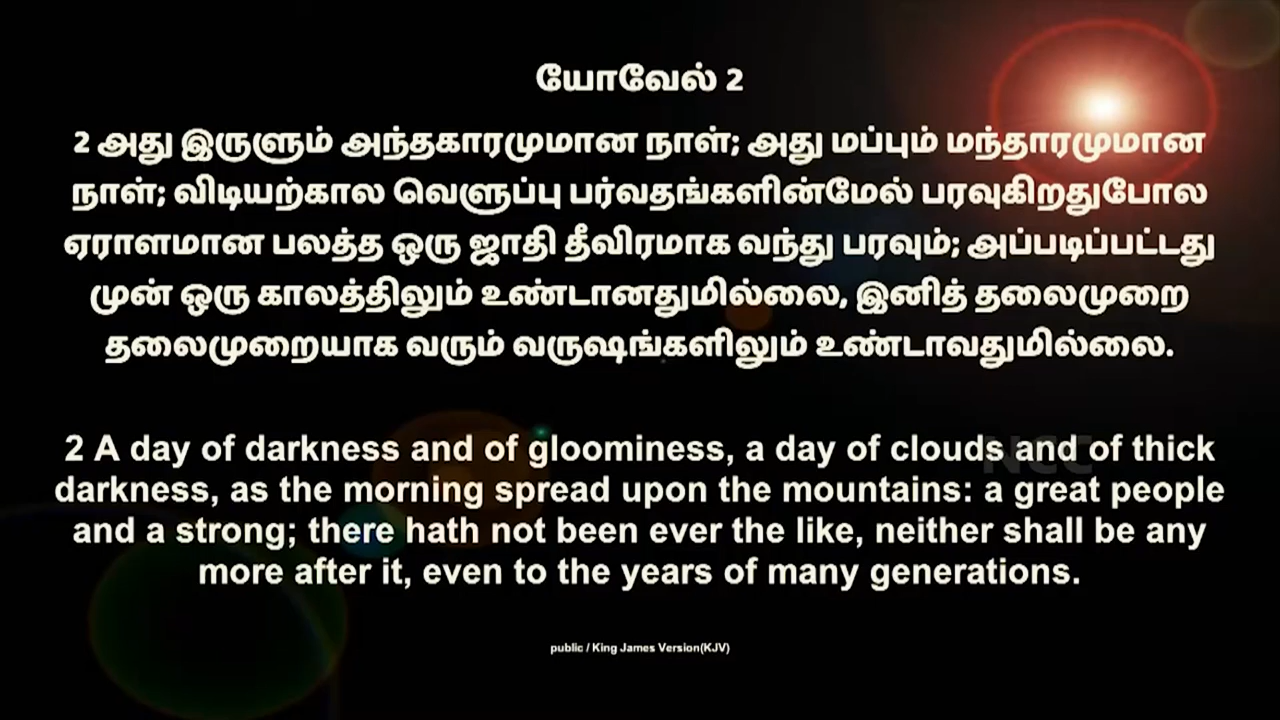 யோவேல் 2
2 அது இருளும் அந்தகாரமுமான நாள்; அது மப்பும் மந்தாரமுமான
நாள்; விடியற்கால வெளுப்பு பர்வதங்களின்மேல் பரவுகிறதுபோல
ஏராளமான பலத்த ஒரு ஜாதி தீவிரமாக வந்து பரவும்; அப்படிப்பட்டது
முன் ஒரு காலத்திலும் உண்டானதுமில்லை, இனித் தலைமுறை
தலைமுறையாக வரும் வருஷங்களிலும் உண்டாவதுமில்லை.
2 A day of darkness and of gloominess, a day of clouds and of thick
darkness, as the morning spread upon the mountains: a great people
and a strong; there hath not been ever the like, neither shall be any
more after it, even to the years of many generations.
public / King James Version(KJV)
NCC